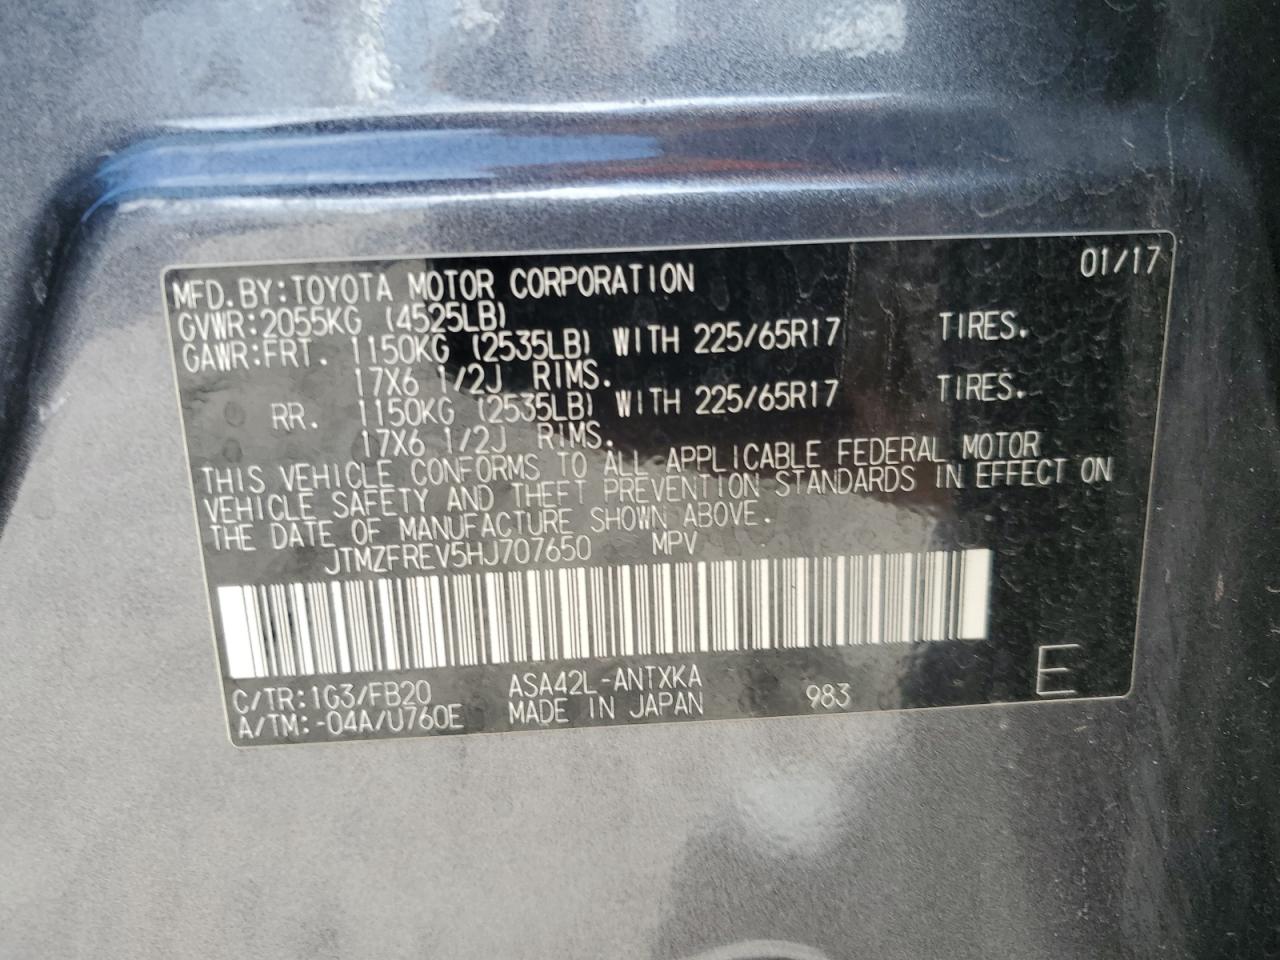 01/17
MFD.BY:TOYOTA MOTOR CORPORATION
GVWR:2055KG (4525LB)
GAWR:FRT. 1150KG (2535LB) WITH 225/65R17 TIRES.
17X6 1/2J RIMS.
RR. 1150KG (2535LB) WITH 225/65R17 TIRES.
17X6 1/2J RIMS.
THIS VEHICLE CONFORMS TO ALL APPLICABLE FEDERAL MOTOR
VEHICLE SAFETY AND THEFT PREVENTION STANDARDS IN EFFECT ON
THE DATE OF MANUFACTURE SHOWN ABOVE.
JTMZFREV5HJ707650 MPV
C/TR:1G3/FB20 ASA42L-ANTXKA 983 E
A/TM:-04A/U760E MADE IN JAPAN